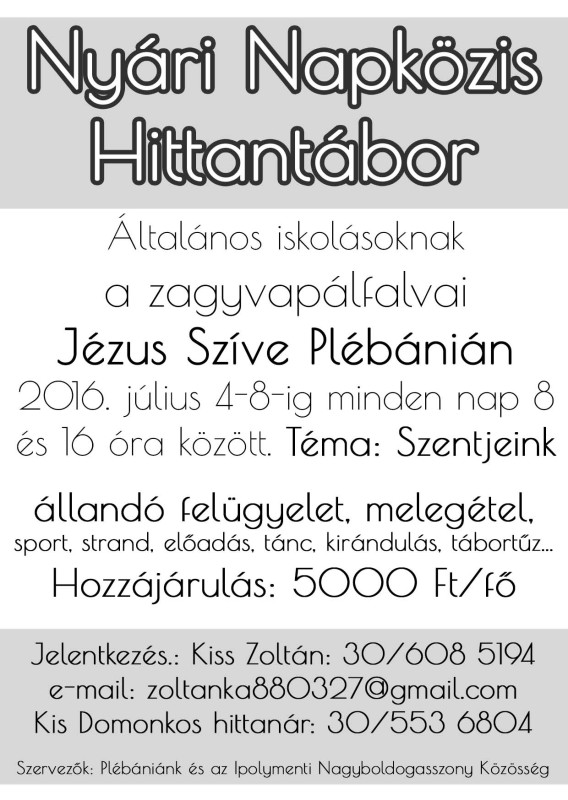 Nyári Napközis
Hittantábor
Általános iskolásoknak
a zagyvapálfalvai
Jézus Szíve Plébánián
2016. július 4-8-ig minden nap 8
és 16 óra között. Téma: Szentjeink
állandó felügyelet, melegétel,
sport, strand, előadás, tánc, kirándulás, tábortűz...
Hozzájárulás: 5000 Ft/fő
Jelentkezés.: Kiss Zoltán: 30/608 5194
e-mail: zoltanka880327@gmail.com
Kis Domonkos hittanár: 30/553 6804
Szervezők: Plébániánk és az Ipolymenti Nagyboldogasszony Közösség